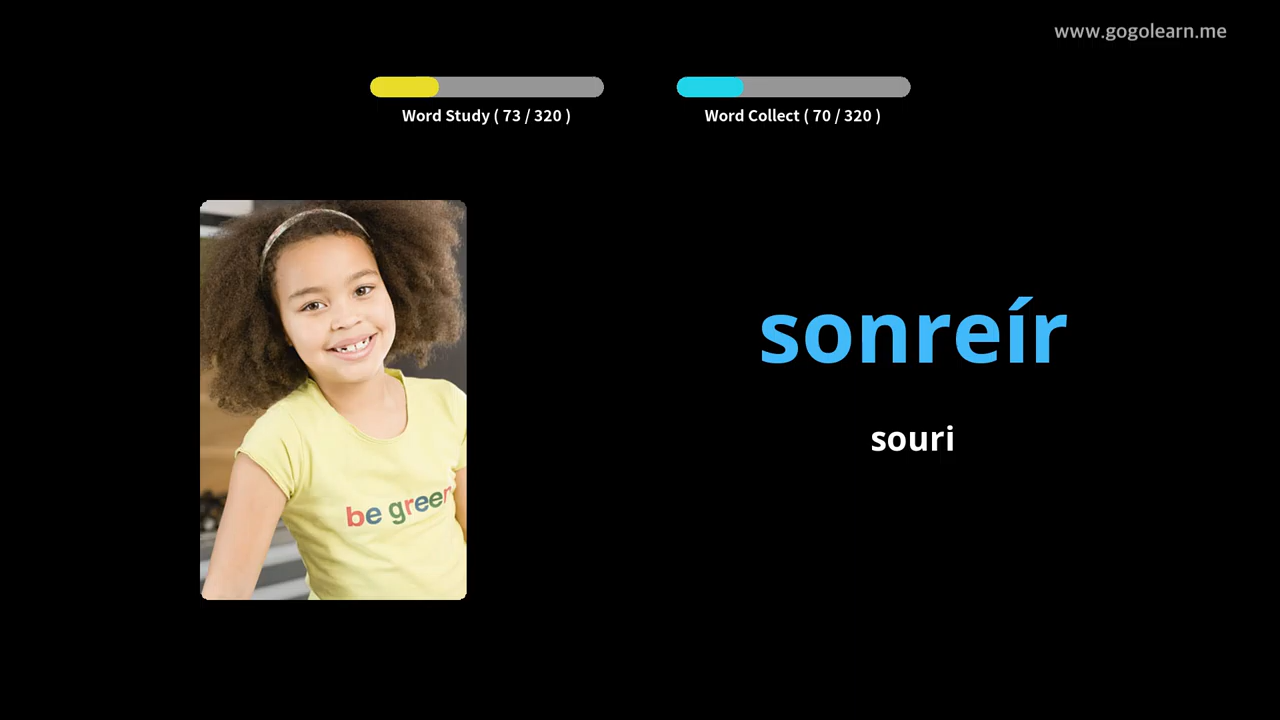 www.gogolearn.me
Word Study ( 73 / 320 )
Word Collect ( 70 / 320 )
sonreír
souri
be green